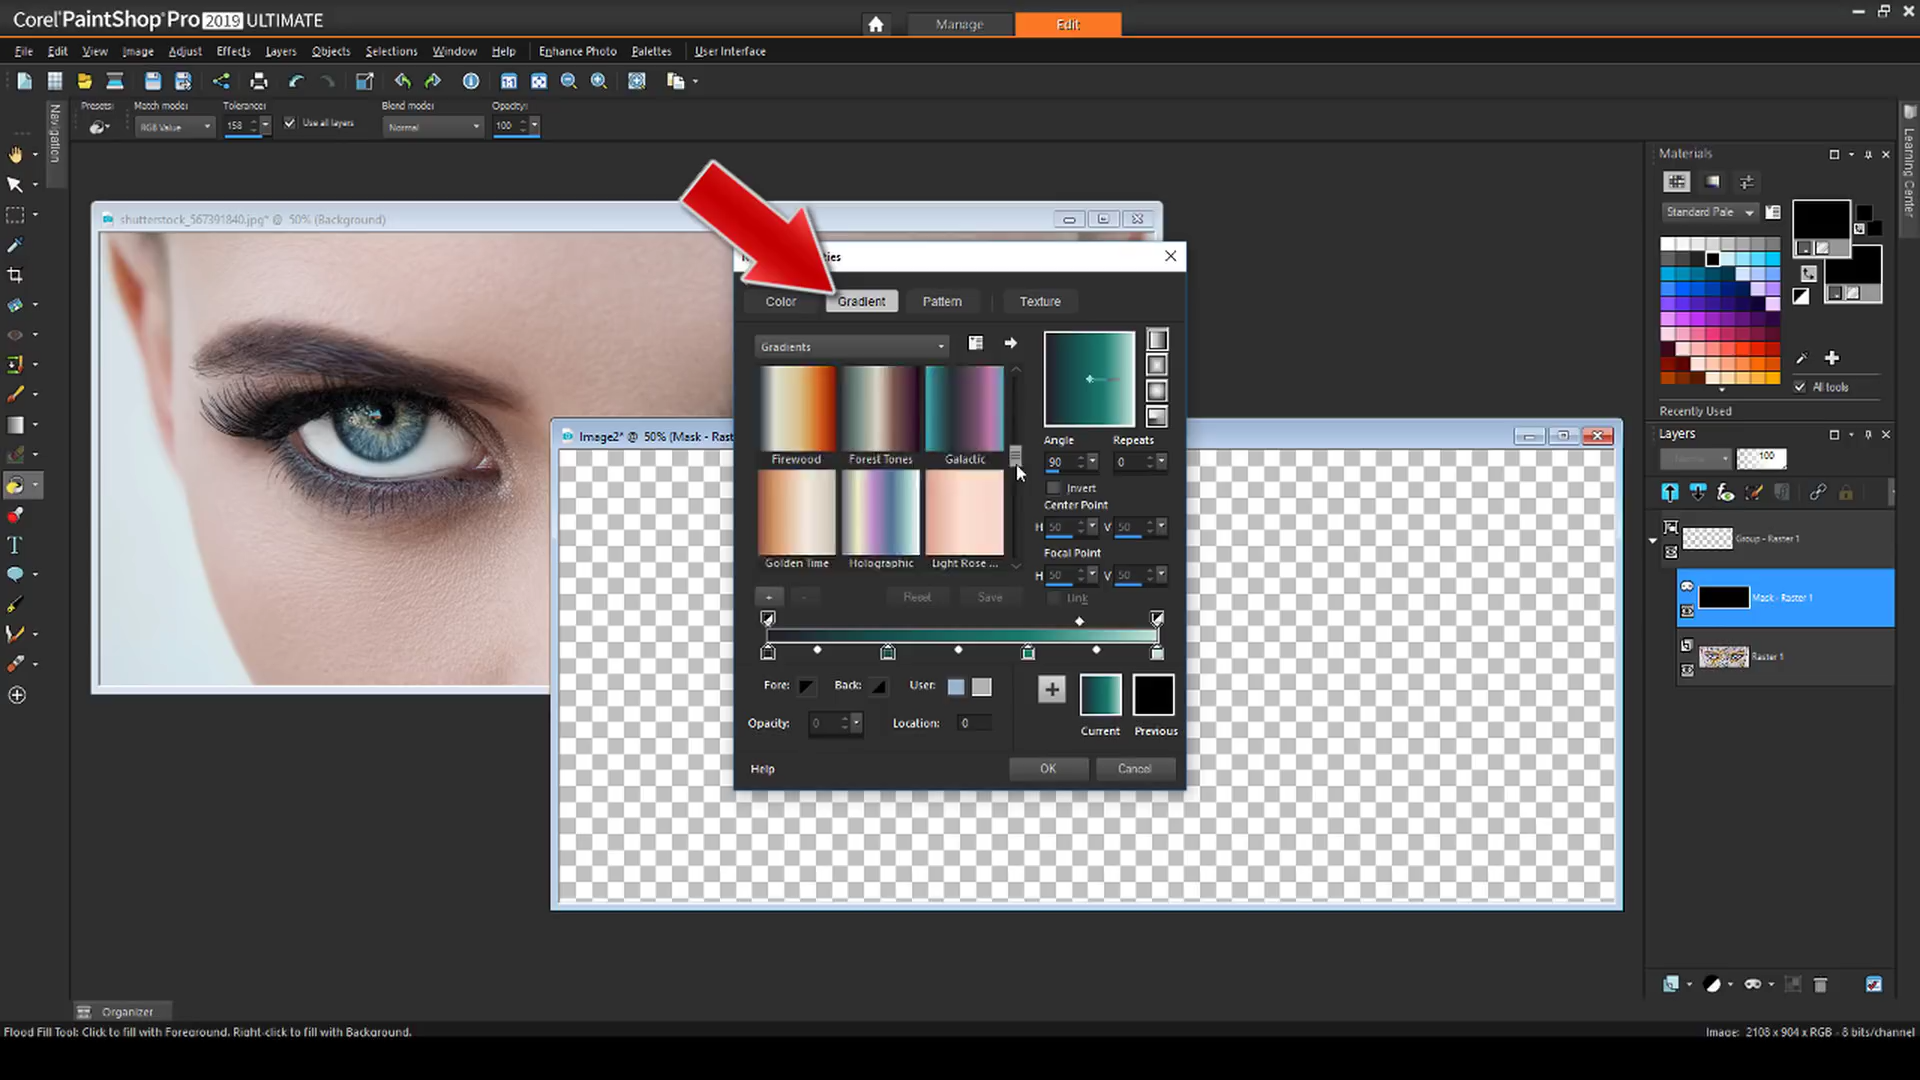 Corel PaintShop Pro 2019 ULTIMATE
Manage
Edit
File Edit View Image Adjust Effects Layers Objects Selections Window Help Enhance Photo Palettes User Interface
Presets: Match mode: Tolerance: Blend mode: Opacity:
RGB Value 158 Use all layers Normal 100
Navigation
Learning Center
shutterstock_567391840.jpg* @ 50% (Background)
Color Gradient Pattern Texture
Gradients
Firewood Forest Tones Galactic
Golden Time Holographic Light Rose ...
Angle Repeats
90 0
Invert
Center Point
H 50 V 50
Focal Point
H 50 V 50
Link
+ - Reset Save
Fore: Back: User:
Opacity: 0 Location: 0
Current Previous
Help OK Cancel
Image2* @ 50% (Mask - Rast
Materials
Standard Pale
All tools
Recently Used
Layers
Normal 100
Group - Raster 1
Mask - Raster 1
Raster 1
Organizer
Flood Fill Tool: Click to fill with Foreground. Right-click to fill with Background.
Image: 2108 x 904 x RGB - 8 bits/channel